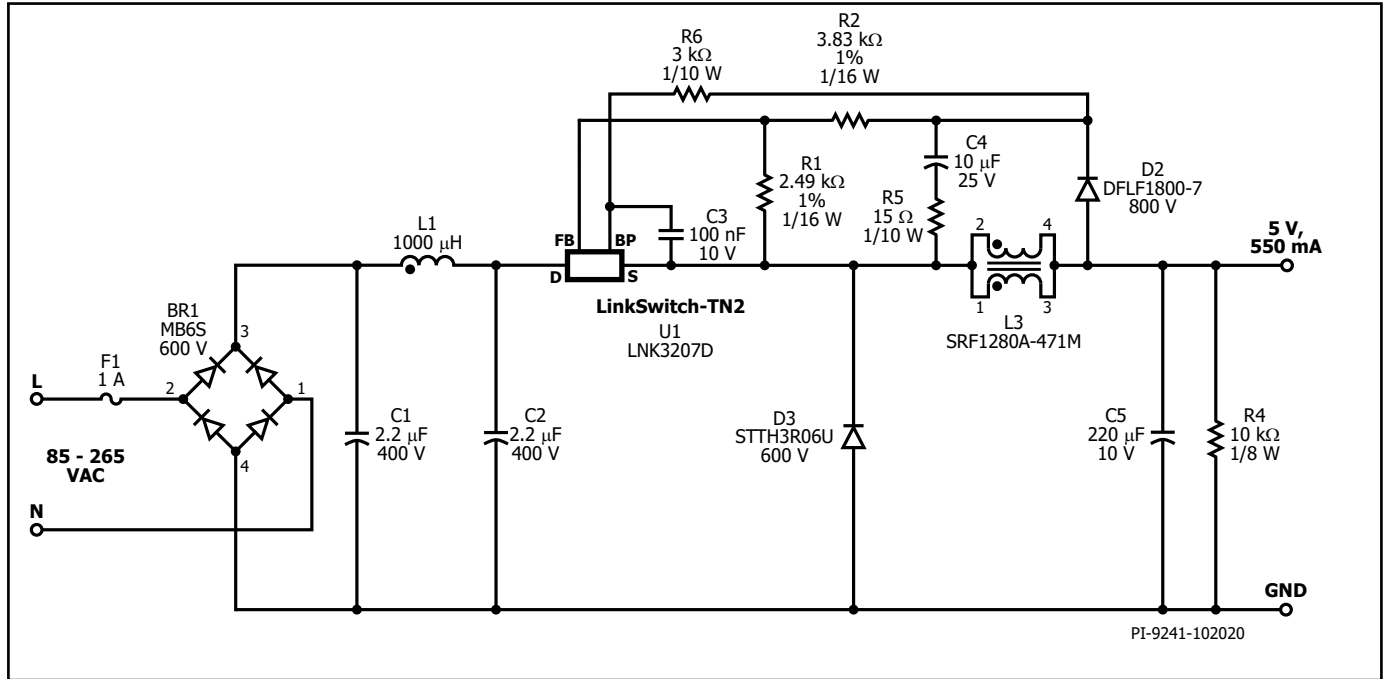 R6
3 kΩ
1/10 W
R2
3.83 kΩ
1%
1/16 W
L1
1000 μH
FB
BP
D
S
C3
100 nF
10 V
R1
2.49 kΩ
1%
1/16 W
C4
10 μF
25 V
R5
15 Ω
1/10 W
D2
DFLF1800-7
800 V
2
4
1
3
L3
SRF1280A-471M
5 V,
550 mA
LinkSwitch-TN2
U1
LNK3207D
BR1
MB6S
600 V
3
2
1
4
F1
1 A
L
85 - 265
VAC
N
C1
2.2 μF
400 V
C2
2.2 μF
400 V
D3
STTH3R06U
600 V
C5
220 μF
10 V
R4
10 kΩ
1/8 W
GND
PI-9241-102020